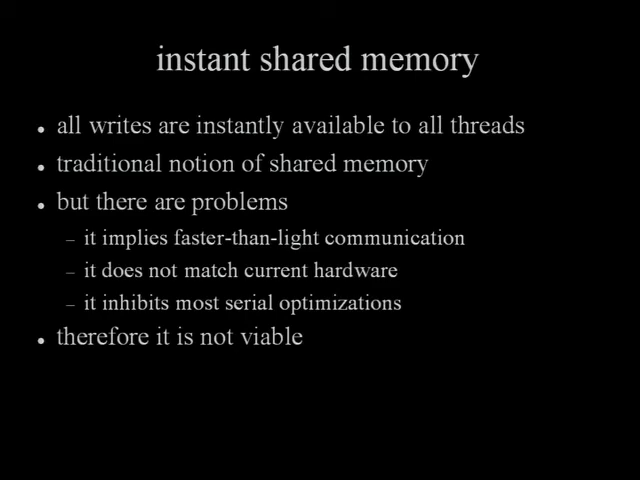 instant shared memory
● all writes are instantly available to all threads
● traditional notion of shared memory
● but there are problems
– it implies faster-than-light communication
– it does not match current hardware
– it inhibits most serial optimizations
● therefore it is not viable